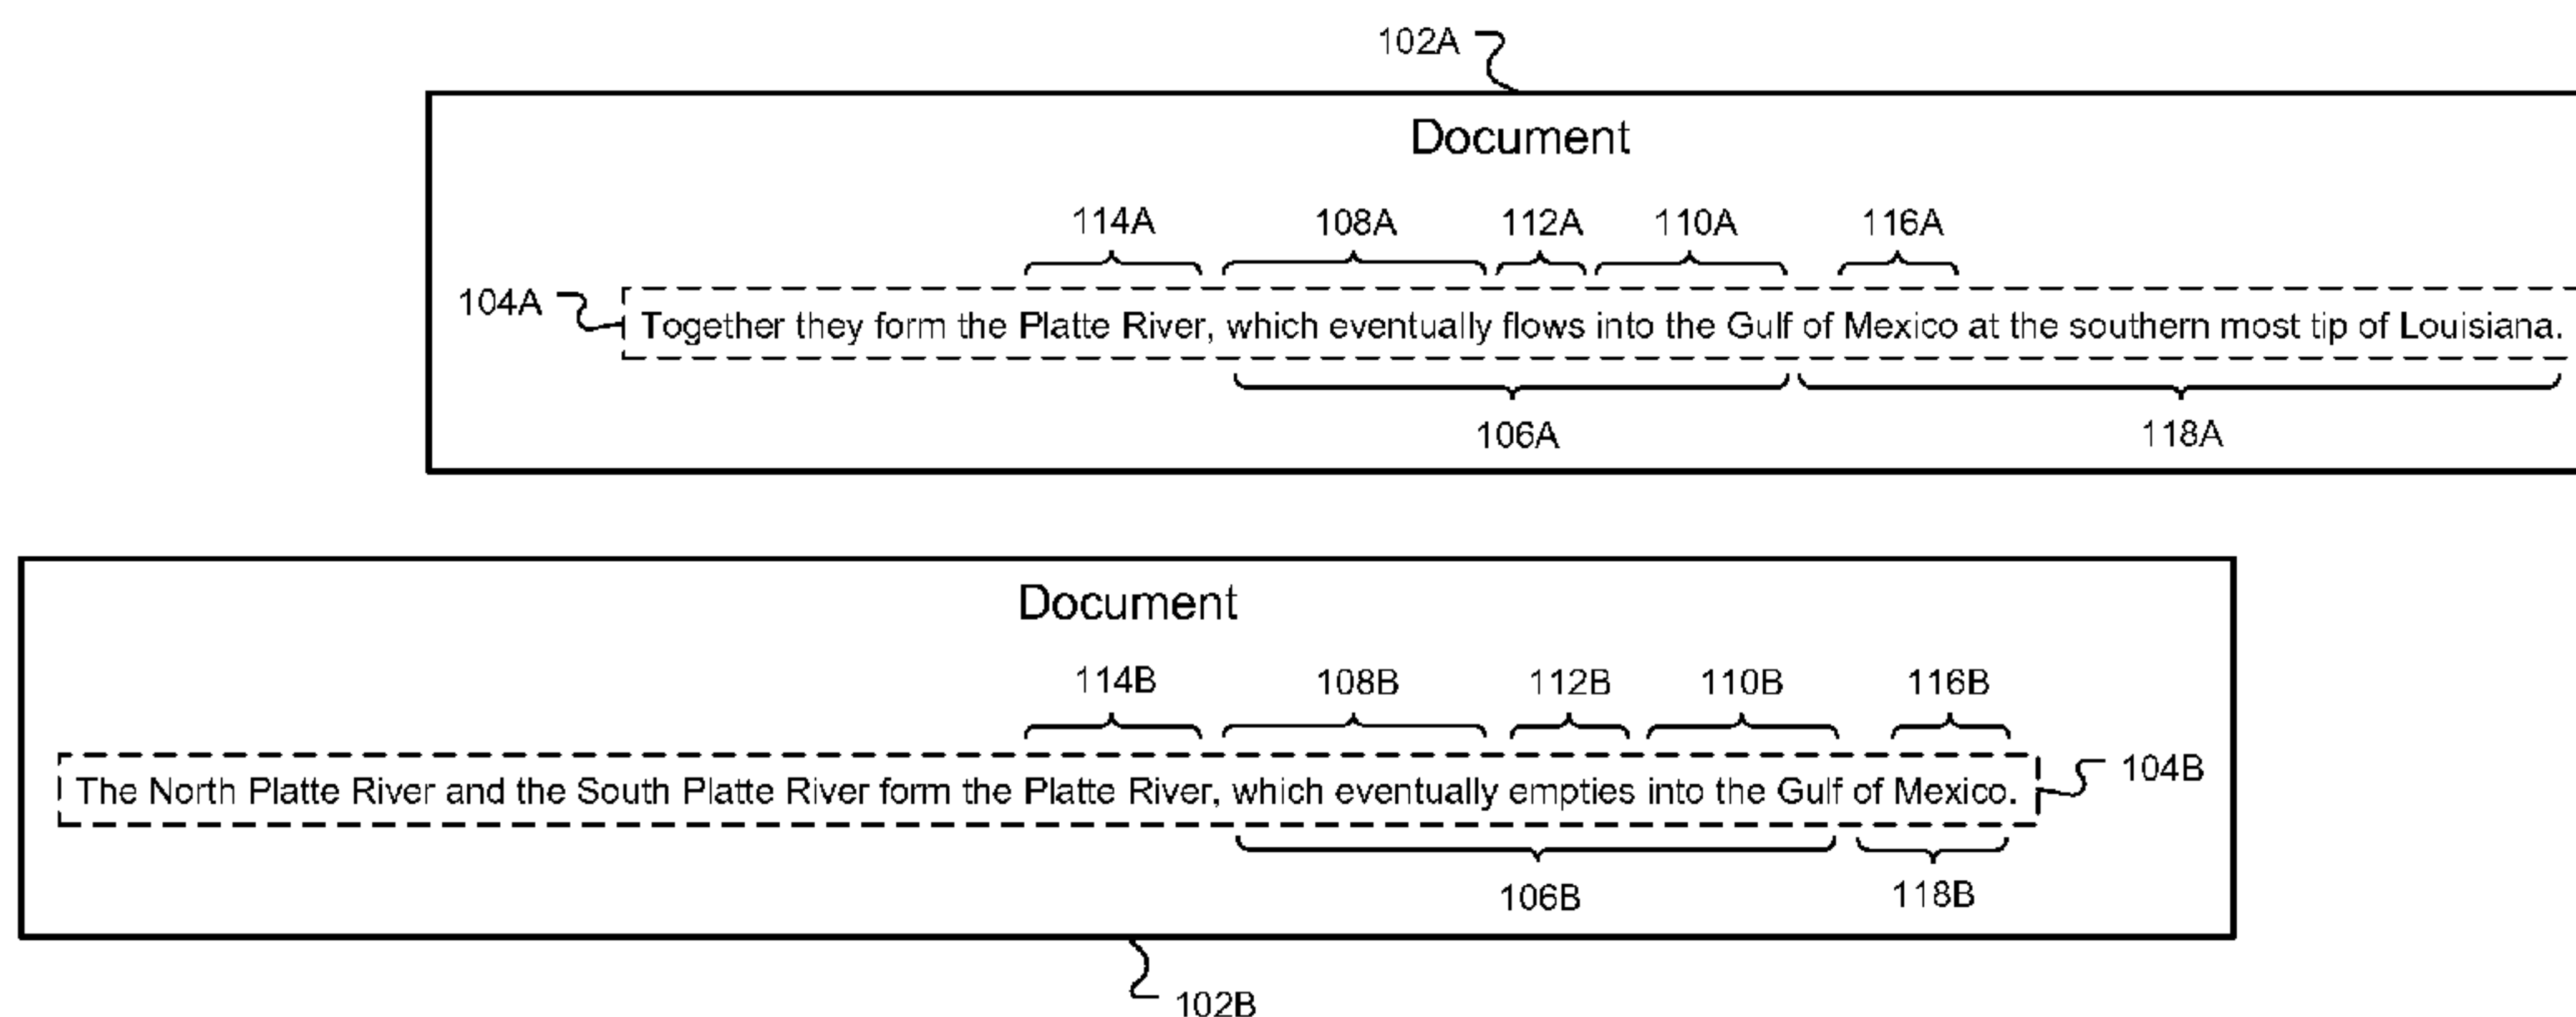 102A
Document
114A 108A 112A 110A 116A
104A
Together they form the Platte River, which eventually flows into the Gulf of Mexico at the southern most tip of Louisiana.
106A 118A
Document
114B 108B 112B 110B 116B
The North Platte River and the South Platte River form the Platte River, which eventually empties into the Gulf of Mexico.
104B
106B 118B
102B